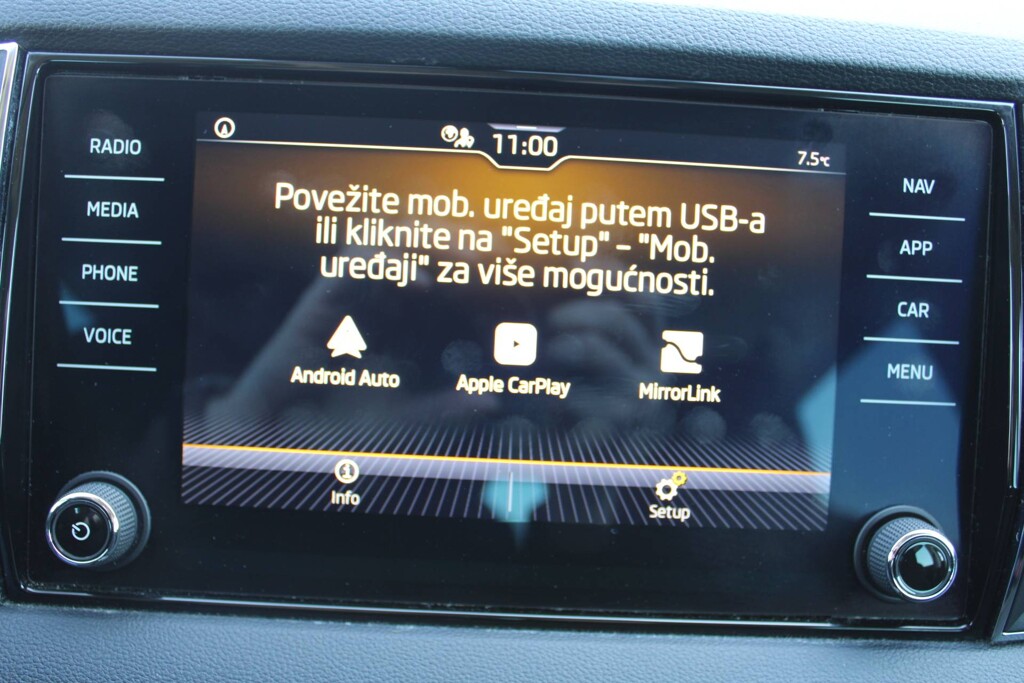 RADIO
MEDIA
PHONE
VOICE
11:00
7.5°C
Povežite mob. uređaj putem USB-a
ili kliknite na "Setup" – "Mob.
uređaji" za više mogućnosti.
Android Auto
Apple CarPlay
MirrorLink
Info
Setup
NAV
APP
CAR
MENU